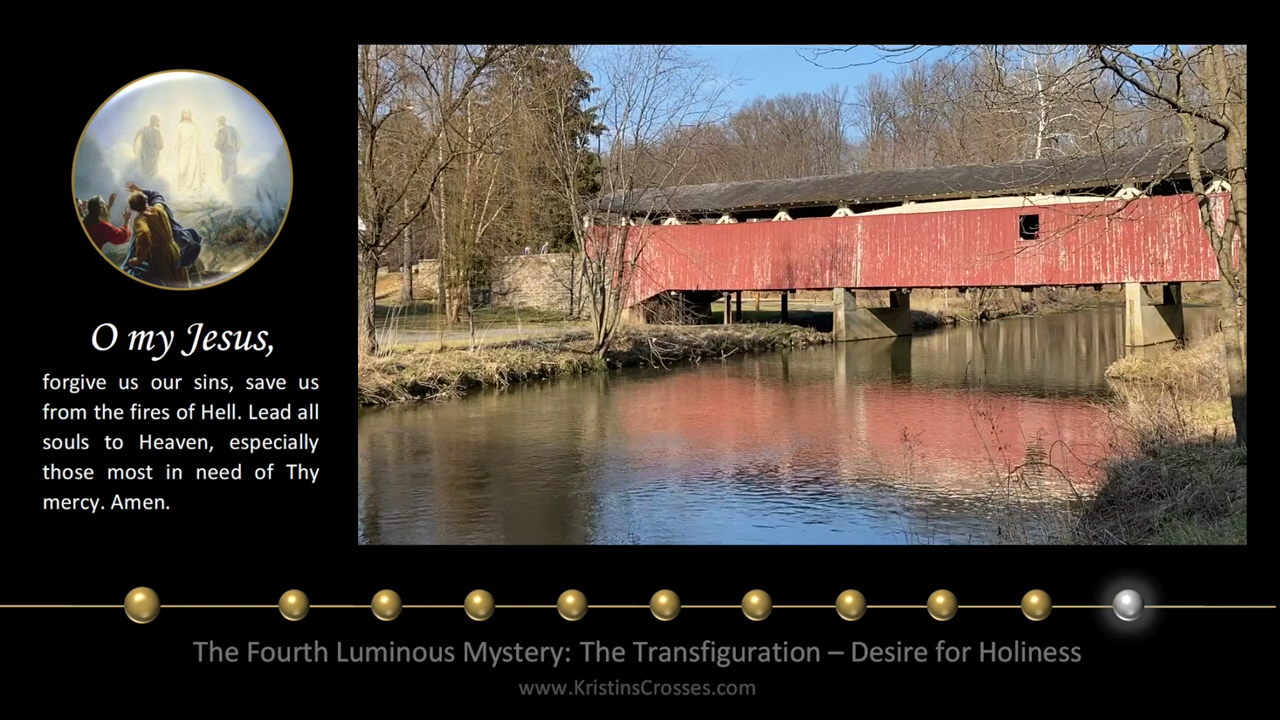 O my Jesus,
forgive us our sins, save us
from the fires of Hell. Lead all
souls to Heaven, especially
those most in need of Thy
mercy. Amen.
The Fourth Luminous Mystery: The Transfiguration – Desire for Holiness
www.KristinsCrosses.com